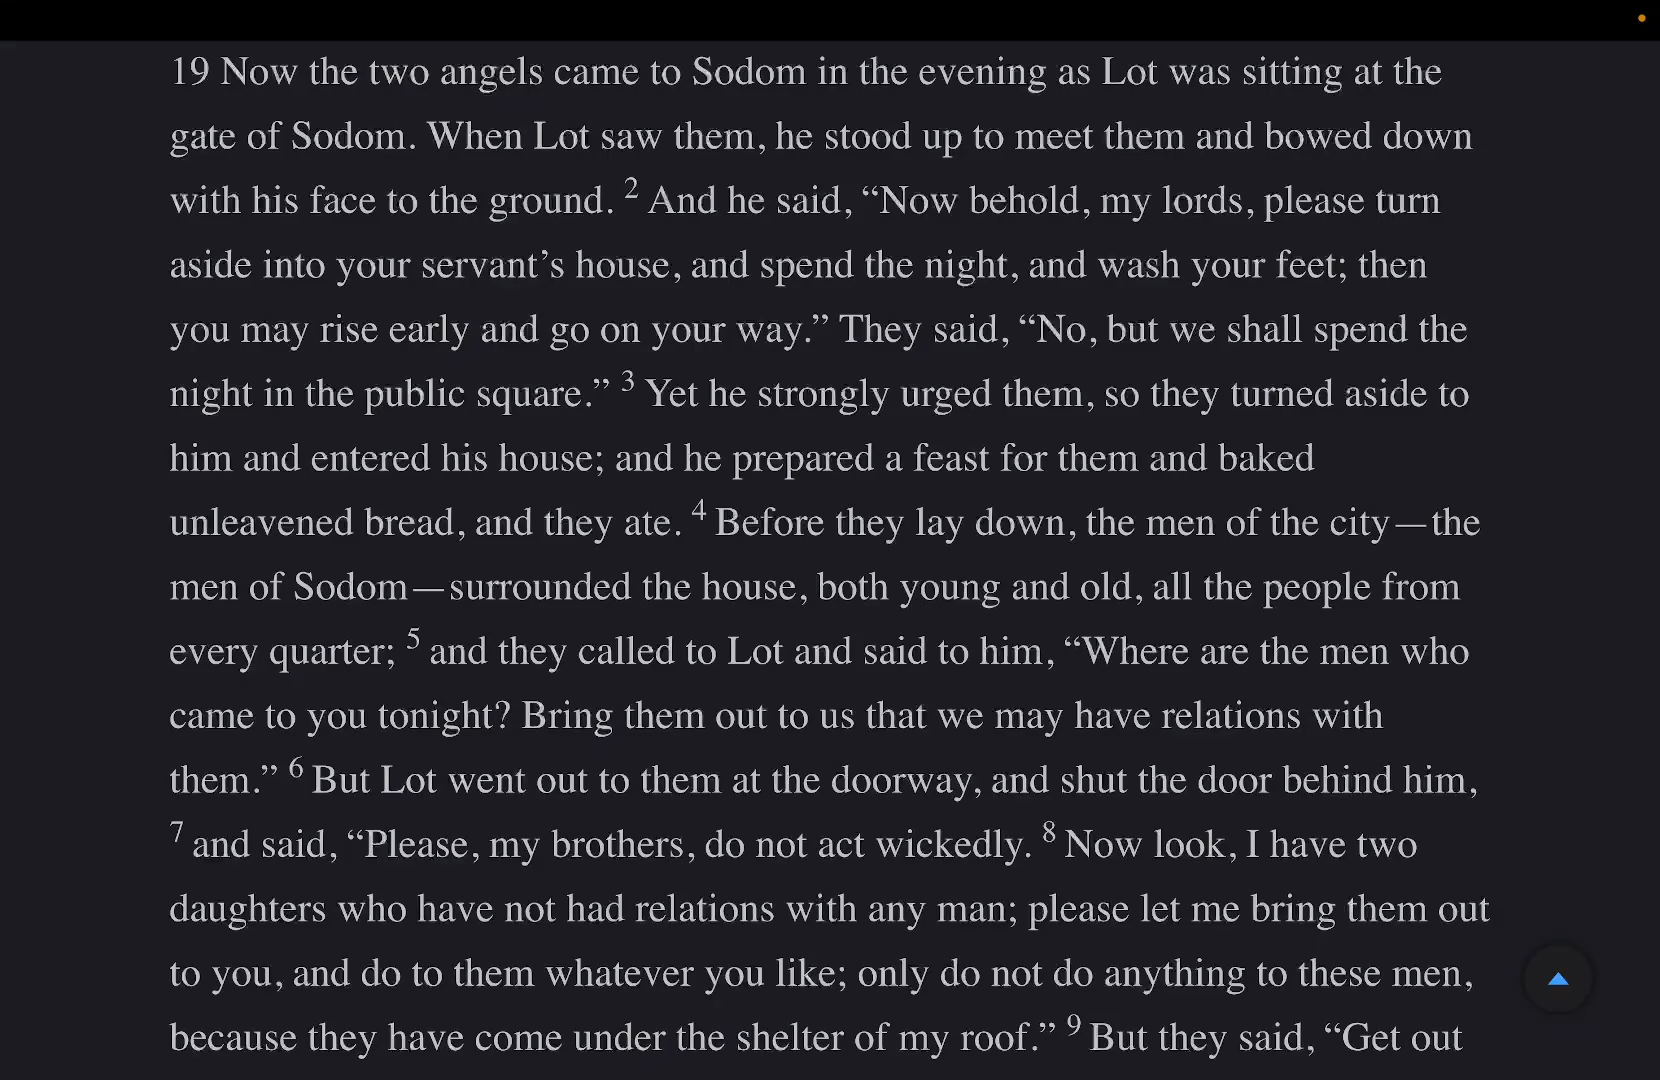 19 Now the two angels came to Sodom in the evening as Lot was sitting at the
gate of Sodom. When Lot saw them, he stood up to meet them and bowed down
with his face to the ground. 2 And he said, “Now behold, my lords, please turn
aside into your servant’s house, and spend the night, and wash your feet; then
you may rise early and go on your way.” They said, “No, but we shall spend the
night in the public square.” 3 Yet he strongly urged them, so they turned aside to
him and entered his house; and he prepared a feast for them and baked
unleavened bread, and they ate. 4 Before they lay down, the men of the city—the
men of Sodom—surrounded the house, both young and old, all the people from
every quarter; 5 and they called to Lot and said to him, “Where are the men who
came to you tonight? Bring them out to us that we may have relations with
them.” 6 But Lot went out to them at the doorway, and shut the door behind him,
7 and said, “Please, my brothers, do not act wickedly. 8 Now look, I have two
daughters who have not had relations with any man; please let me bring them out
to you, and do to them whatever you like; only do not do anything to these men,
because they have come under the shelter of my roof.” 9 But they said, “Get out